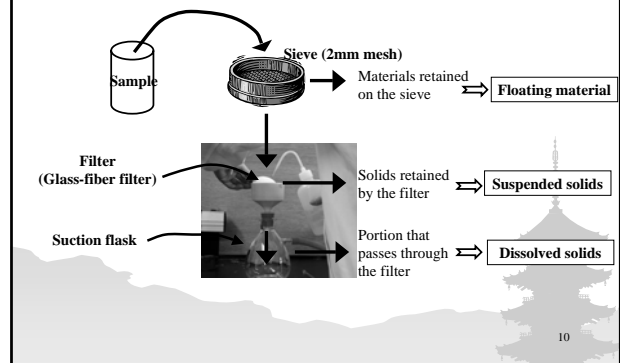 Sieve (2mm mesh)
Sample
Materials retained
on the sieve
Floating material
Filter
(Glass-fiber filter)
Solids retained
by the filter
Suspended solids
Suction flask
Portion that
passes through
the filter
Dissolved solids
10